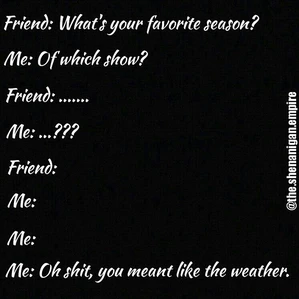 Friend: What's your favorite season?
Me: Of which show?
Friend: .......
Me: ...???
Friend:
Me:
Me:
Me: Oh shit, you meant like the weather.
@the.shenanigan.empire